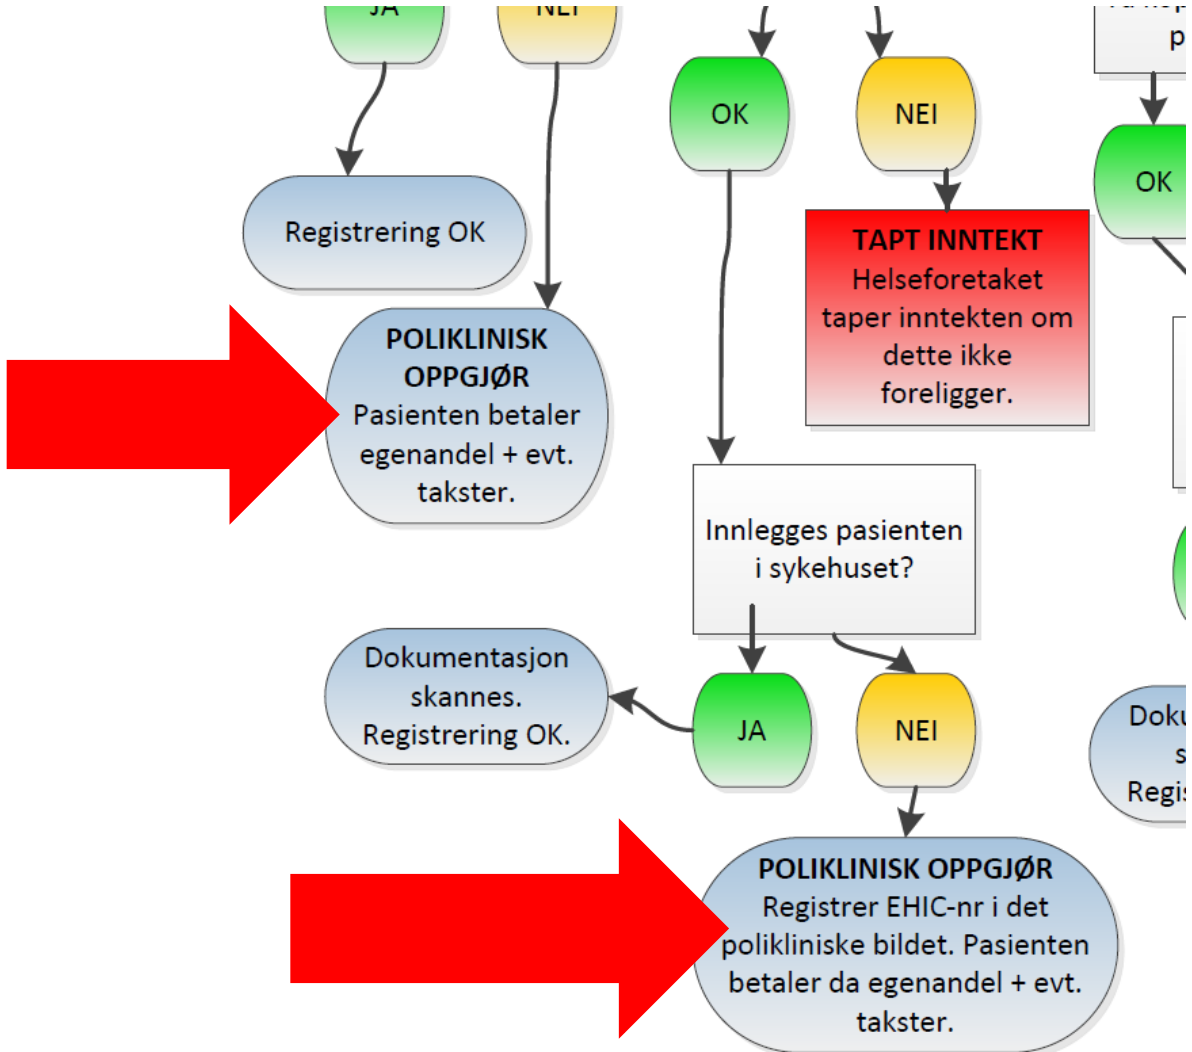 JA
NEI
OK
NEI
OK
Registrering OK
TAPT INNTEKT
Helseforetaket
taper inntekten om
dette ikke
foreligger.
POLIKLINISK
OPPGJØR
Pasienten betaler
egenandel + evt.
takster.
Innlegges pasienten
i sykehuset?
Dokumentasjon
skannes.
Registrering OK.
JA
NEI
POLIKLINISK OPPGJØR
Registrer EHIC-nr i det
polikliniske bildet. Pasienten
betaler da egenandel + evt.
takster.